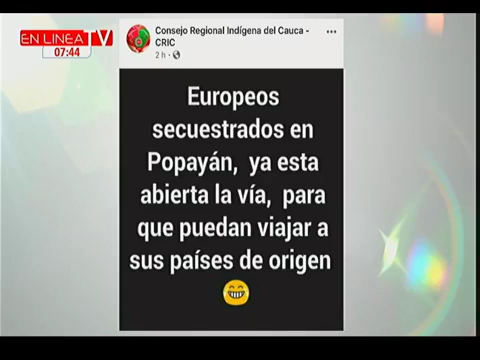 EN LINEA TV
07:44
Consejo Regional Indígena del Cauca -
CRIC
2 h ·
Europeos
secuestrados en
Popayán, ya esta
abierta la vía, para
que puedan viajar a
sus países de origen